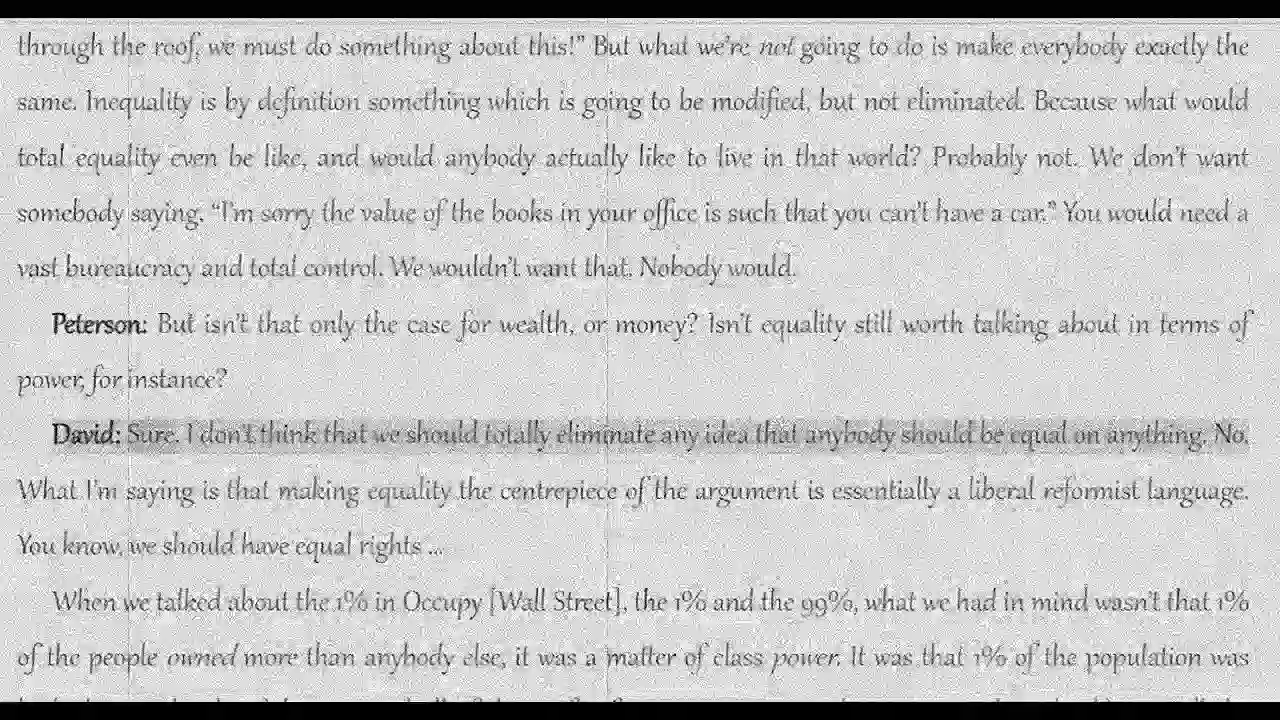 through the roof, we must do something about this!” But what we’re not going to do is make everybody exactly the
same. Inequality is by definition something which is going to be modified, but not eliminated. Because what would
total equality even be like, and would anybody actually like to live in that world? Probably not. We don’t want
somebody saying, “I’m sorry the value of the books in your office is such that you can’t have a car.” You would need a
vast bureaucracy and total control. We wouldn’t want that. Nobody would.
Peterson: But isn’t that only the case for wealth, or money? Isn’t equality still worth talking about in terms of
power, for instance?
David: Sure. I don’t think that we should totally eliminate any idea that anybody should be equal on anything. No.
What I’m saying is that making equality the centrepiece of the argument is essentially a liberal reformist language.
You know, we should have equal rights ...
When we talked about the 1% in Occupy [Wall Street], the 1% and the 99%, what we had in mind wasn’t that 1%
of the people owned more than anybody else, it was a matter of class power. It was that 1% of the population was